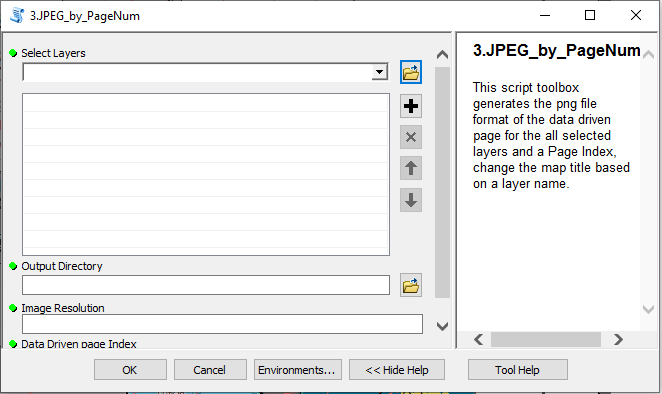 3.JPEG_by_PageNum
Select Layers
Output Directory
Image Resolution
Data Driven page Index
OK
Cancel
Environments...
<< Hide Help
Tool Help
3.JPEG_by_PageNum
This script toolbox
generates the png file
format of the data driven
page for the all selected
layers and a Page Index,
change the map title based
on a layer name.